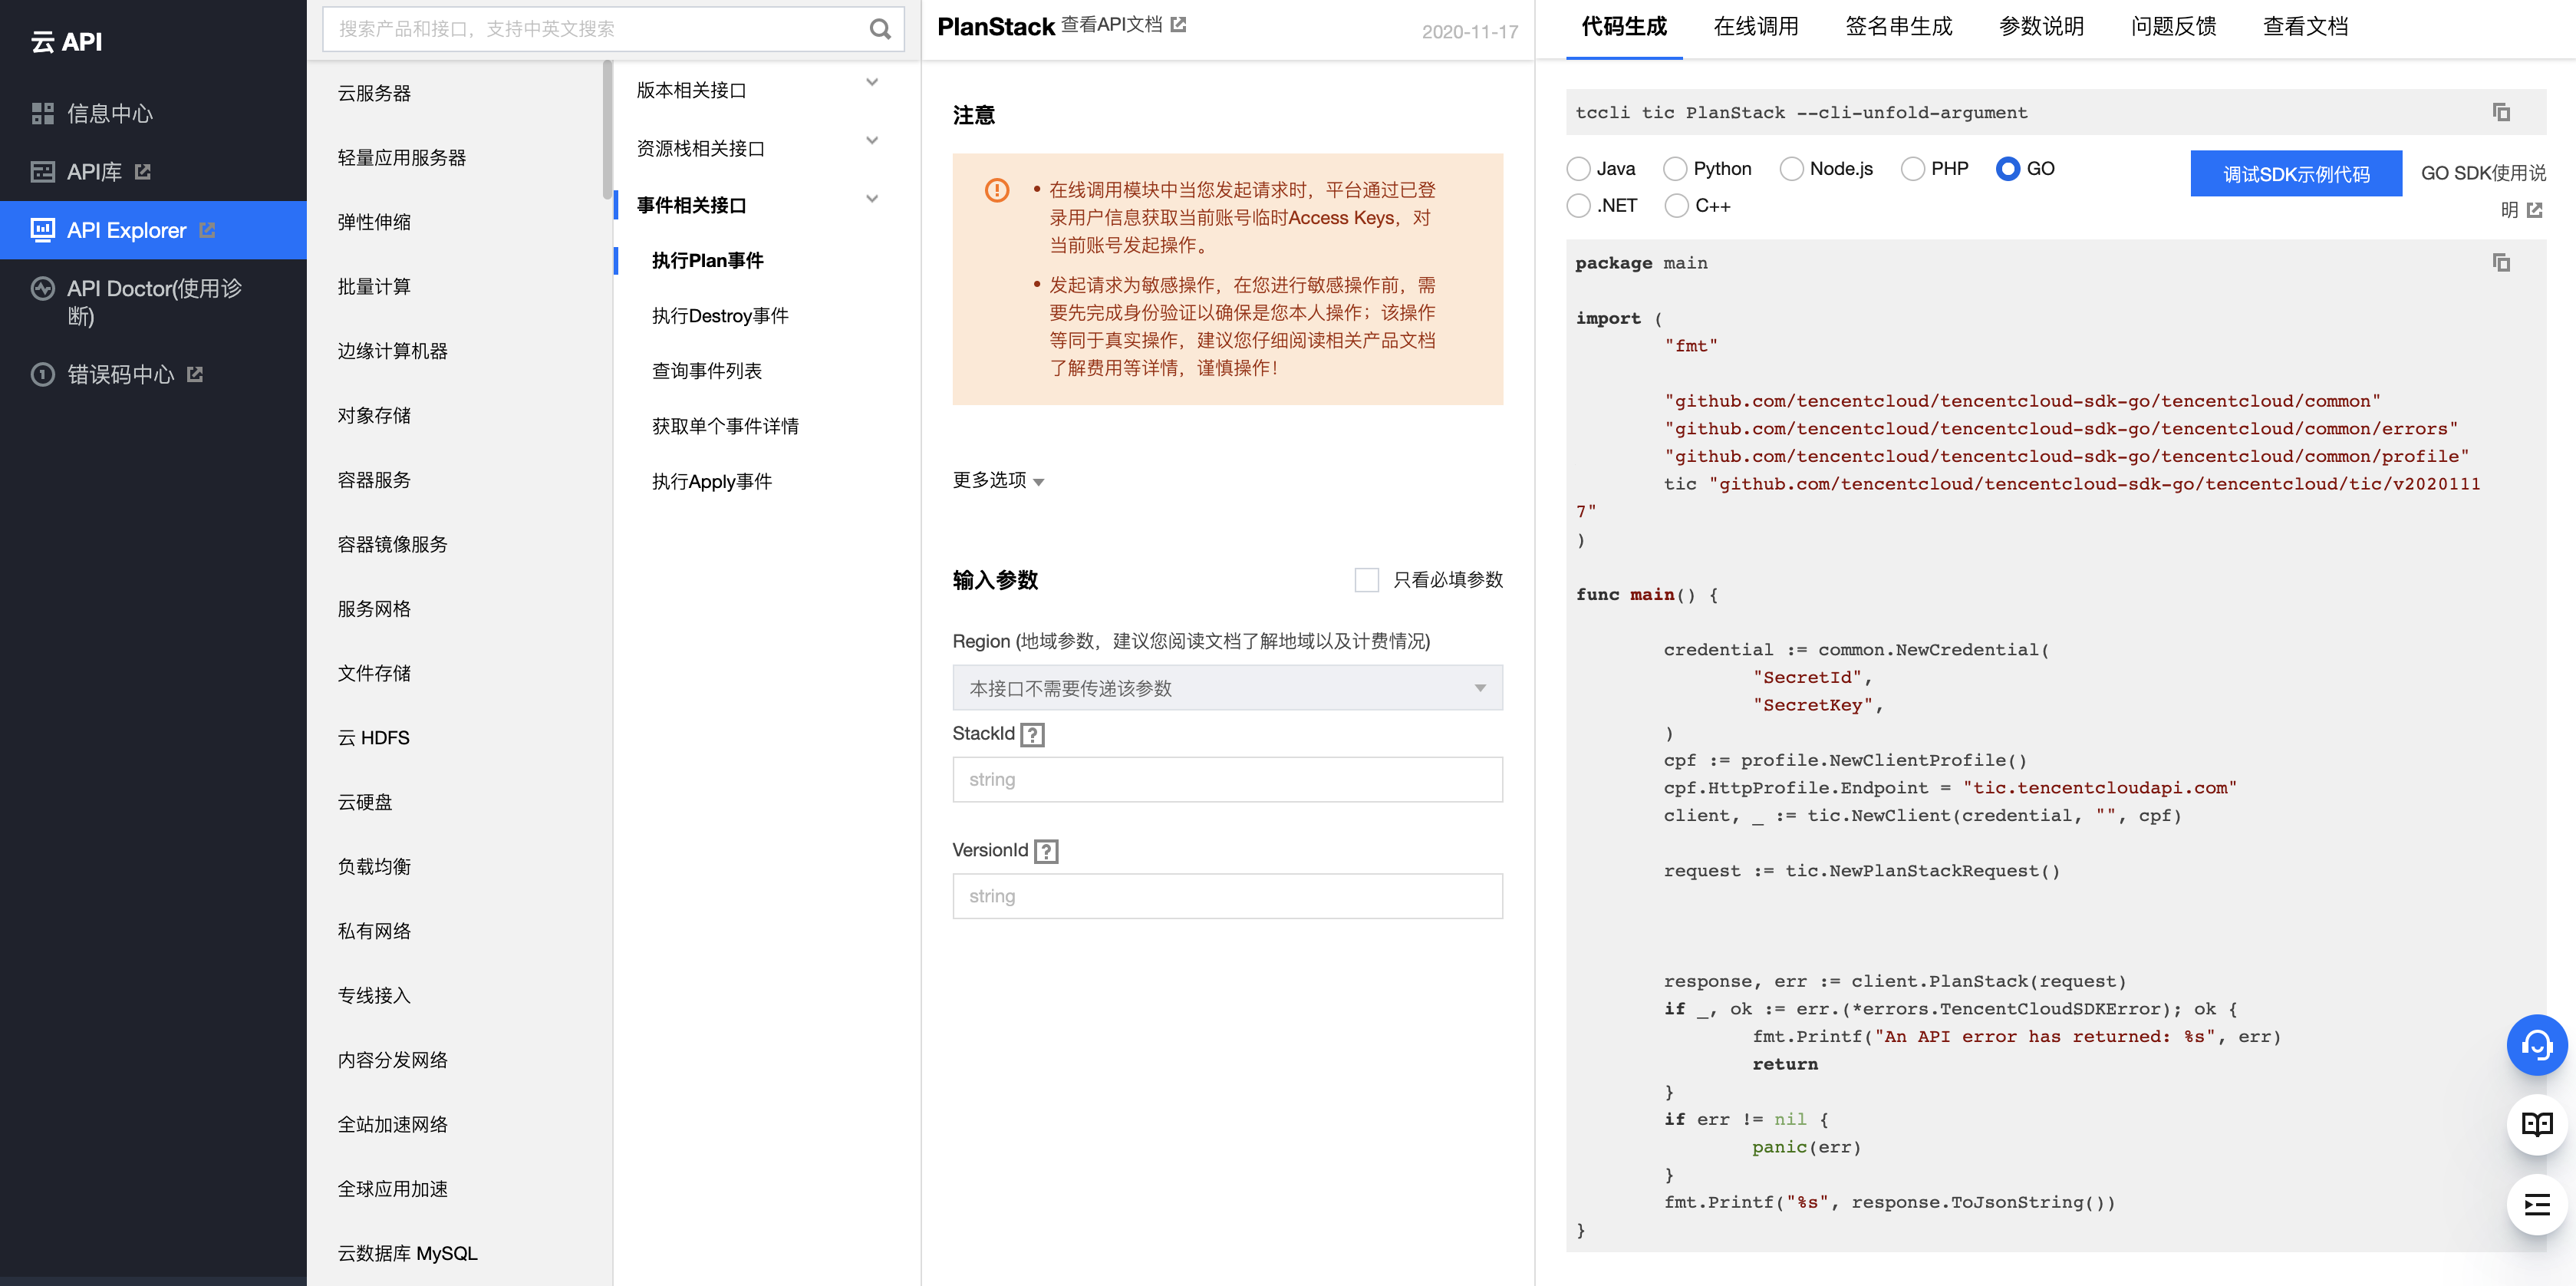 云 API
信息中心
API库
API Explorer
API Doctor(使用诊
断)
错误码中心
搜索产品和接口，支持中英文搜索
云服务器
轻量应用服务器
弹性伸缩
批量计算
边缘计算机器
对象存储
容器服务
容器镜像服务
服务网格
文件存储
云 HDFS
云硬盘
负载均衡
私有网络
专线接入
内容分发网络
全站加速网络
全球应用加速
云数据库 MySQL
版本相关接口
资源栈相关接口
事件相关接口
执行Plan事件
执行Destroy事件
查询事件列表
获取单个事件详情
执行Apply事件
PlanStack 查看API文档 2020-11-17
注意
• 在线调用模块中当您发起请求时，平台通过已登
录用户信息获取当前账号临时Access Keys，对
当前账号发起操作。
• 发起请求为敏感操作，在您进行敏感操作前，需
要先完成身份验证以确保是您本人操作；该操作
等同于真实操作，建议您仔细阅读相关产品文档
了解费用等详情，谨慎操作！
更多选项
输入参数 只看必填参数
Region (地域参数，建议您阅读文档了解地域以及计费情况)
本接口不需要传递该参数
StackId ?
string
VersionId ?
string
代码生成 在线调用 签名串生成 参数说明 问题反馈 查看文档
tccli tic PlanStack --cli-unfold-argument
Java Python Node.js PHP GO
.NET C++
调试SDK示例代码
GO SDK使用说
明
package main
import (
"fmt"
"github.com/tencentcloud/tencentcloud-sdk-go/tencentcloud/common"
"github.com/tencentcloud/tencentcloud-sdk-go/tencentcloud/common/errors"
"github.com/tencentcloud/tencentcloud-sdk-go/tencentcloud/common/profile"
tic "github.com/tencentcloud/tencentcloud-sdk-go/tencentcloud/tic/v2020111
7"
)
func main() {
credential := common.NewCredential(
"SecretId",
"SecretKey",
)
cpf := profile.NewClientProfile()
cpf.HttpProfile.Endpoint = "tic.tencentcloudapi.com"
client, _ := tic.NewClient(credential, "", cpf)
request := tic.NewPlanStackRequest()
response, err := client.PlanStack(request)
if _, ok := err.(*errors.TencentCloudSDKError); ok {
fmt.Printf("An API error has returned: %s", err)
return
}
if err != nil {
panic(err)
}
fmt.Printf("%s", response.ToJsonString())
}